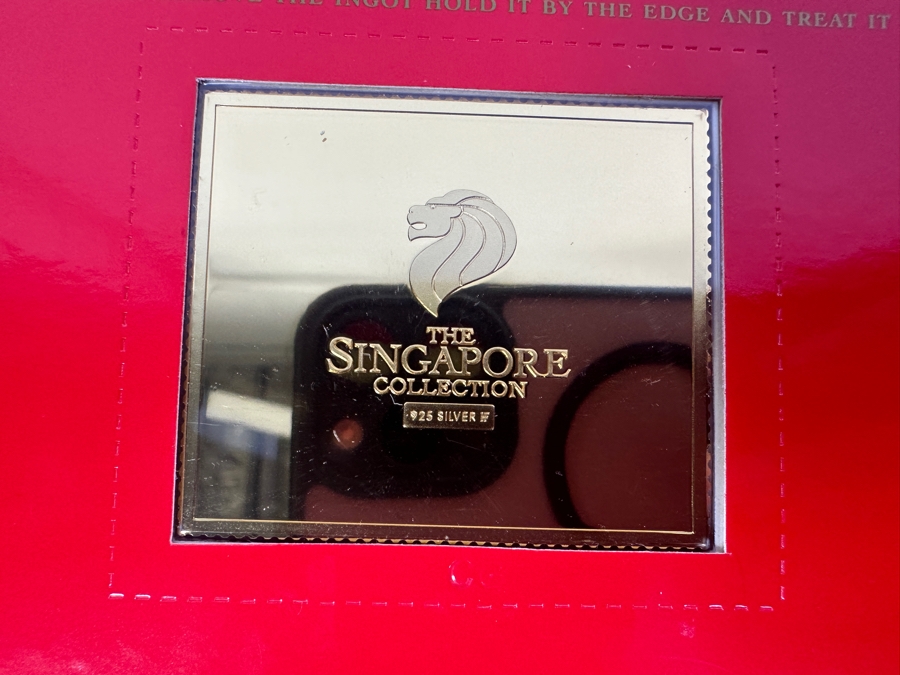 THE INGOT HOLD IT BY THE EDGE AND TREAT IT
THE
SINGAPORE
COLLECTION
925 SILVER